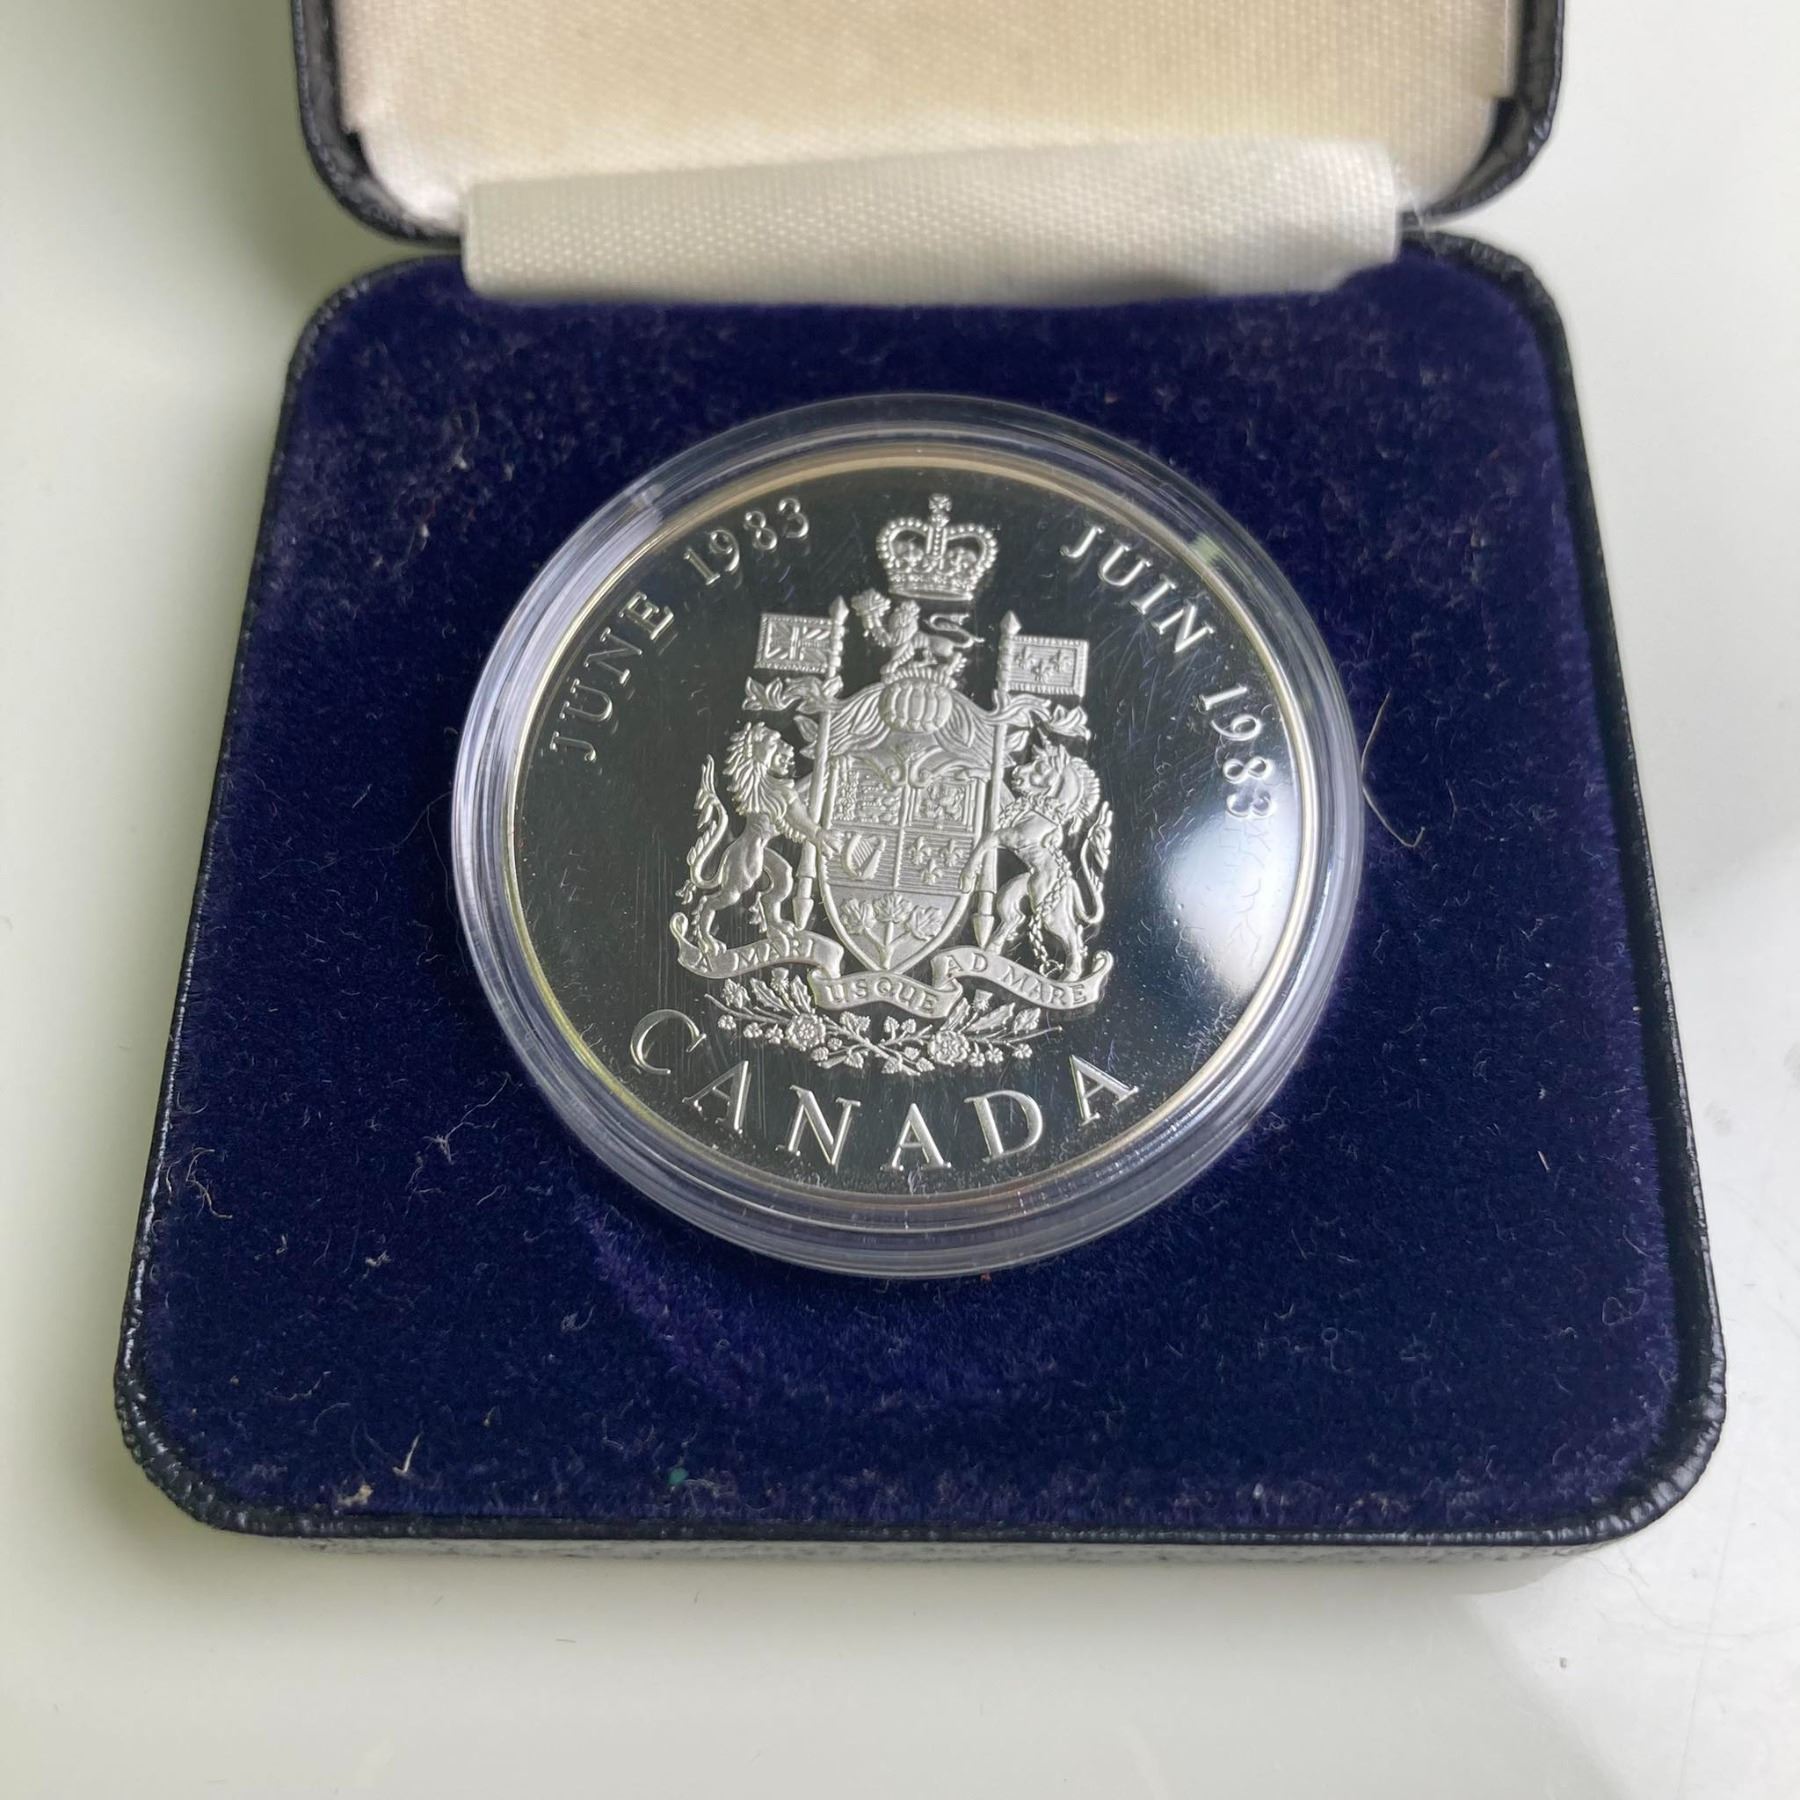 JUNE 1983
JUIN 1983
A MARI USQUE AD MARE
CANADA